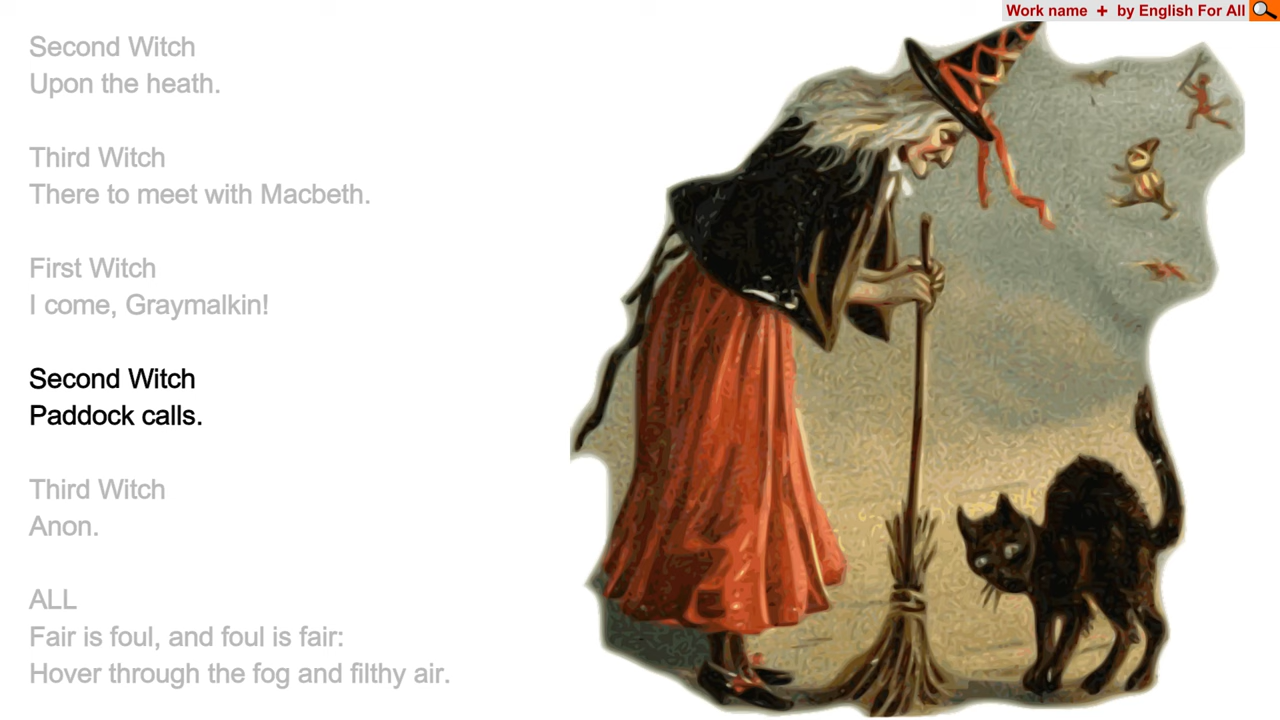 Work name + by English For All
Second Witch
Upon the heath.
Third Witch
There to meet with Macbeth.
First Witch
I come, Graymalkin!
Second Witch
Paddock calls.
Third Witch
Anon.
ALL
Fair is foul, and foul is fair:
Hover through the fog and filthy air.